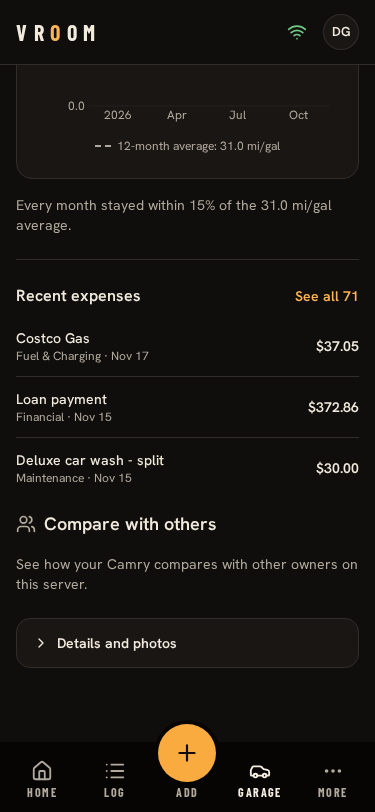 VROOM
DG
0.0
2026 Apr Jul Oct
12-month average: 31.0 mi/gal
Every month stayed within 15% of the 31.0 mi/gal
average.
Recent expenses
See all 71
Costco Gas
Fuel & Charging · Nov 17
$37.05
Loan payment
Financial · Nov 15
$372.86
Deluxe car wash - split
Maintenance · Nov 15
$30.00
Compare with others
See how your Camry compares with other owners on
this server.
Details and photos
HOME LOG ADD GARAGE MORE